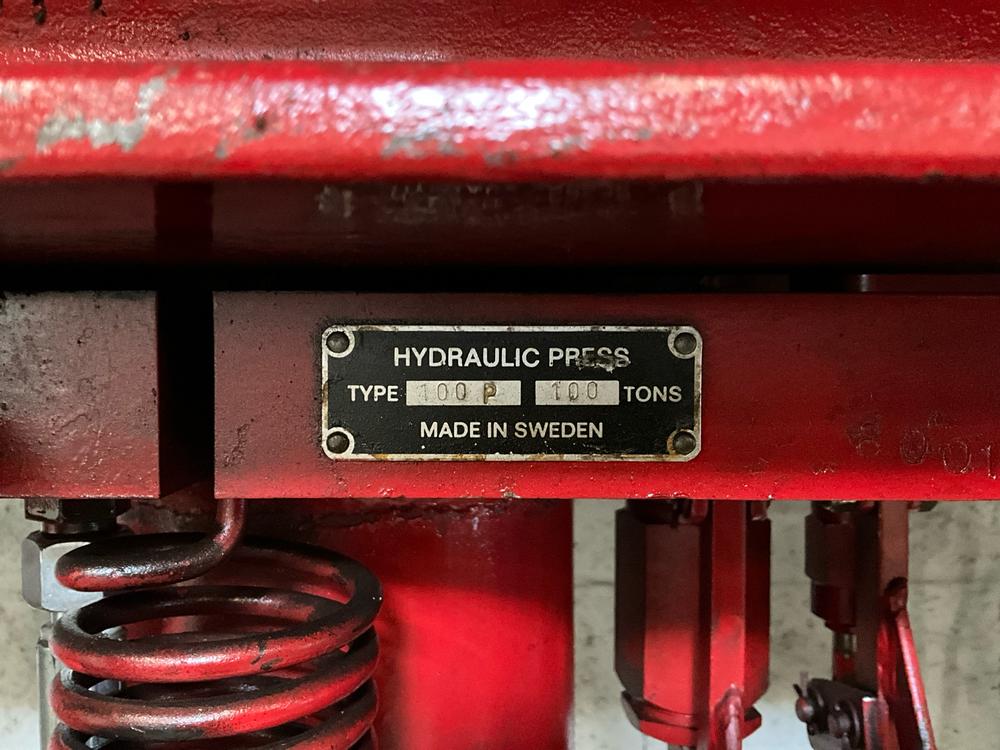 HYDRAULIC PRESS
TYPE 100 P 100 TONS
MADE IN SWEDEN